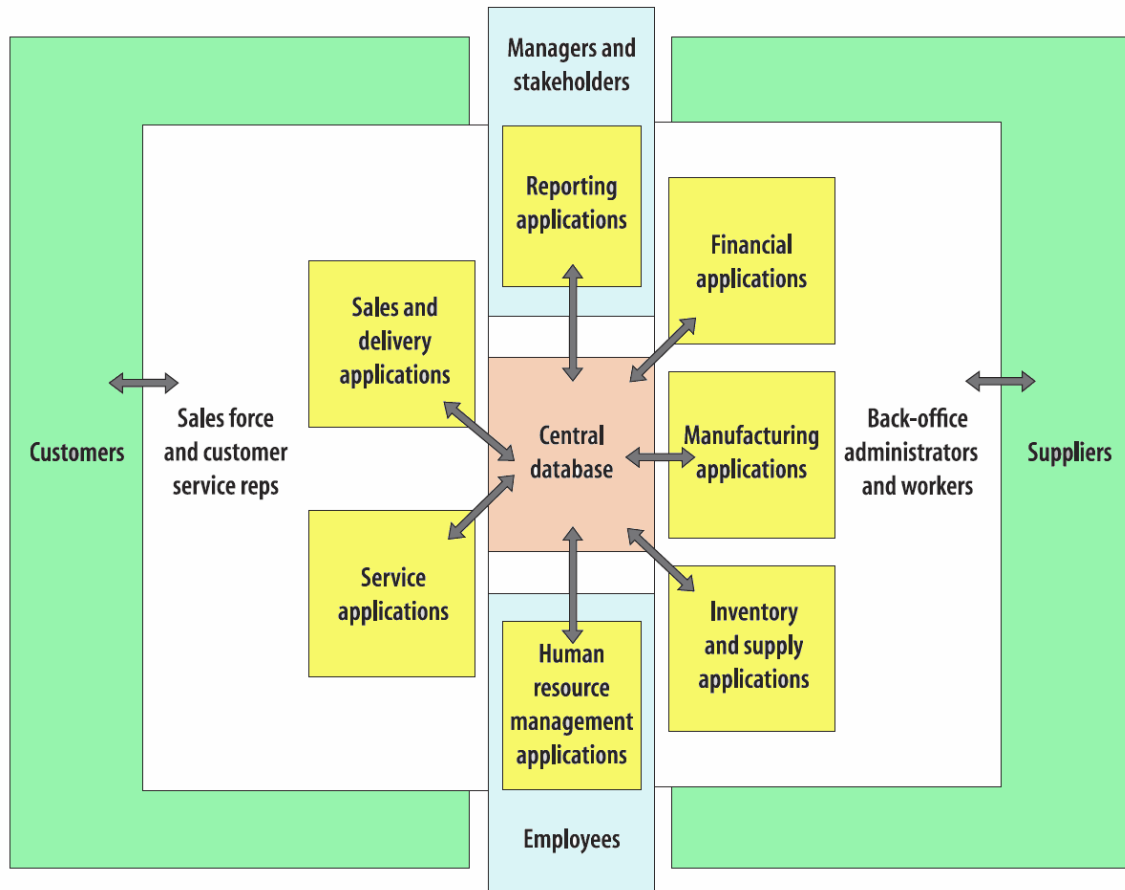 Managers and
stakeholders
Reporting
applications
Financial
applications
Sales and
delivery
applications
Customers
Sales force
and customer
service reps
Central
database
Manufacturing
applications
Back-office
administrators
and workers
Suppliers
Service
applications
Inventory
and supply
applications
Human
resource
management
applications
Employees